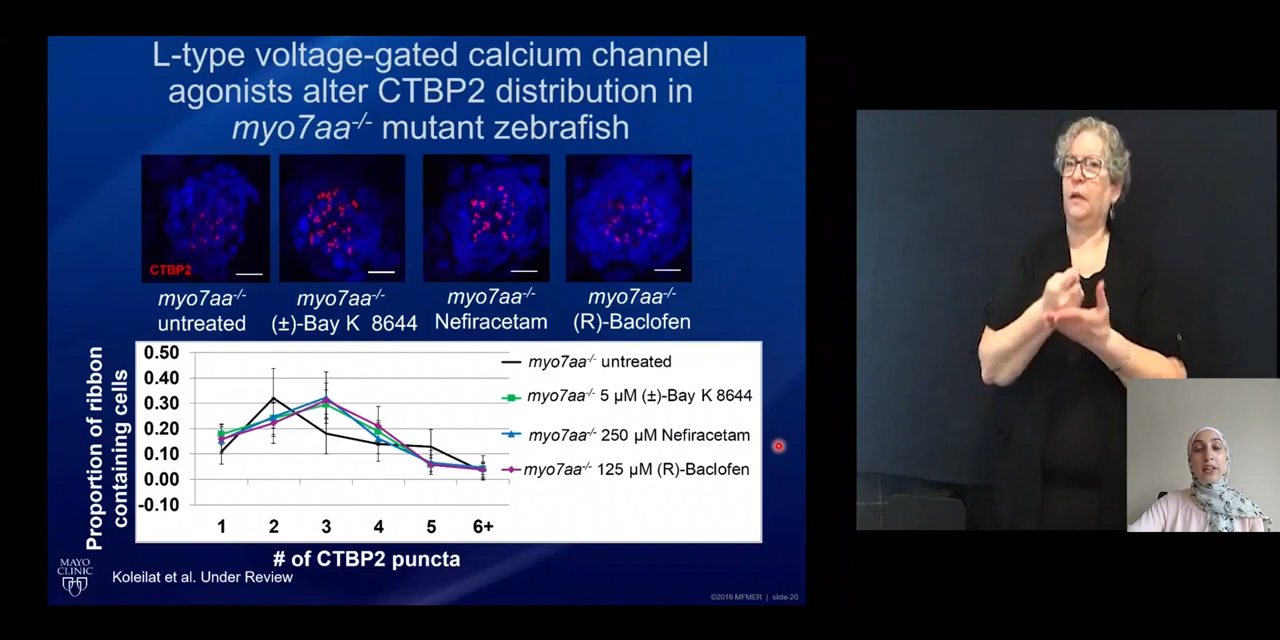 L-type voltage-gated calcium channel
agonists alter CTBP2 distribution in
myo7aa-/- mutant zebrafish
CTBP2
myo7aa-/-
untreated
myo7aa-/-
(±)-Bay K 8644
myo7aa-/-
Nefiracetam
myo7aa-/-
(R)-Baclofen
Proportion of ribbon
containing cells
0.50
0.40
0.30
0.20
0.10
0.00
-0.10
1 2 3 4 5 6+
# of CTBP2 puncta
myo7aa-/- untreated
myo7aa-/- 5 µM (±)-Bay K 8644
myo7aa-/- 250 µM Nefiracetam
myo7aa-/- 125 µM (R)-Baclofen
MAYO
CLINIC
Koleilat et al. Under Review
©2016 MFMER | slide-20